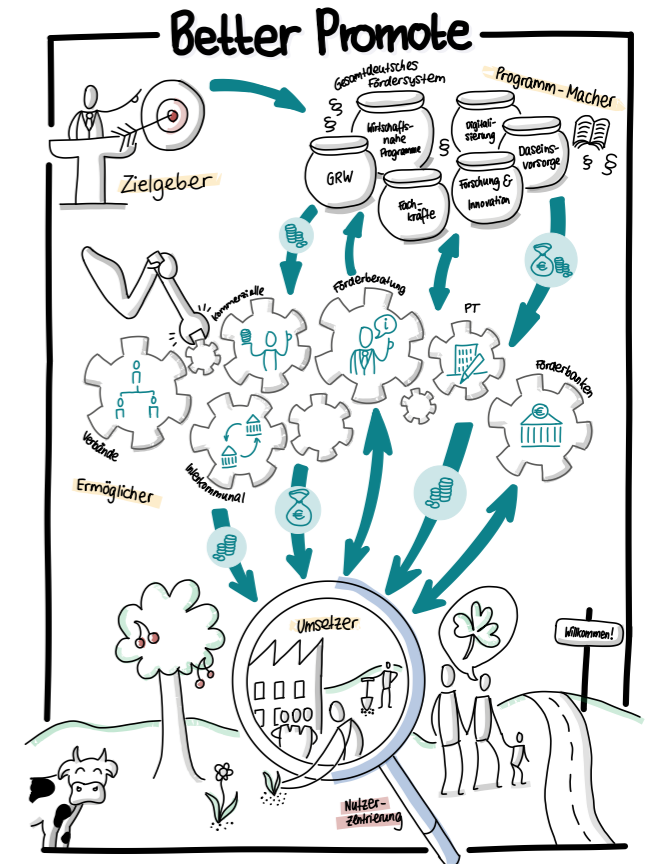 Better Promote
Gesamtdeutsches
Fördersystem
Programm-Macher
Wirtschafts-
nahe
Programme
Digitali-
sierung
Daseins-
vorsorge
GRW
Fach-
kräfte
Forschung &
Innovation
§
§
§
§
§
§
Zielgeber
€
Kommerzielle
Förderberatung
i
PT
Förderbanken
€
Verbände
Interkommunal
Ermöglicher
€
Umsetzer
Willkommen!
Nutzer-
zentrierung